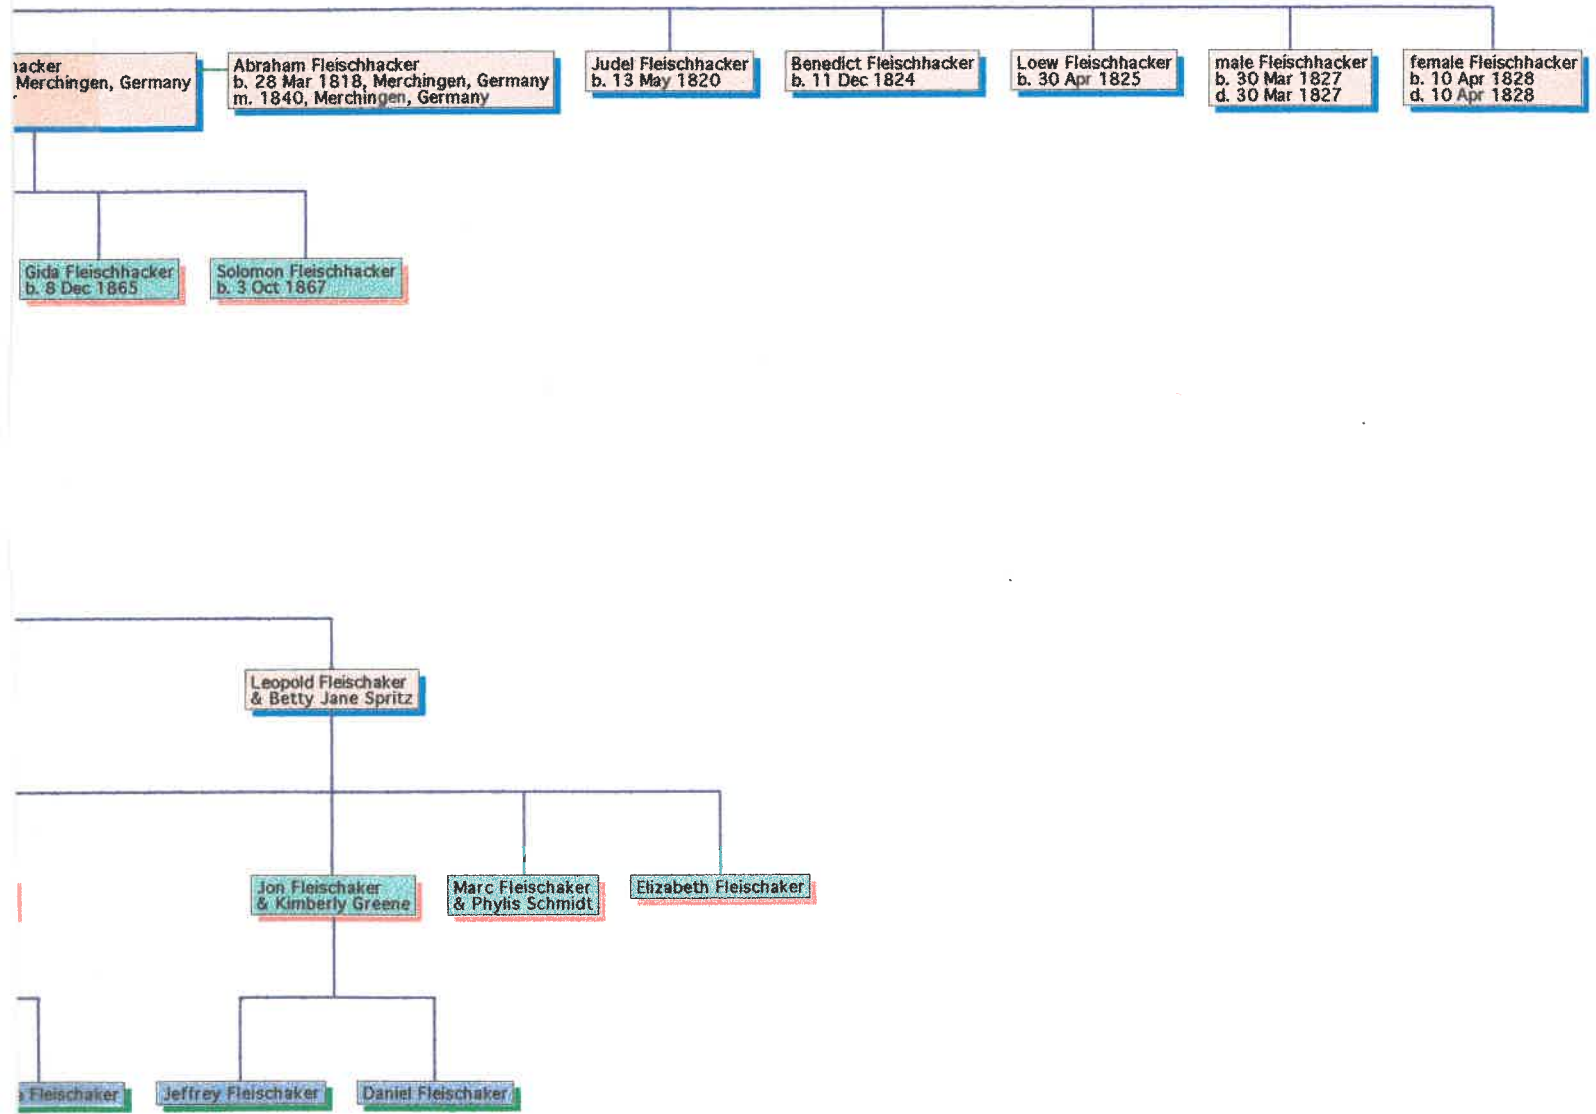 Merchingen, Germany
Abraham Fleischhacker
b. 28 Mar 1818, Merchingen, Germany
m. 1840, Merchingen, Germany
Judel Fleischhacker
b. 13 May 1820
Benedict Fleischhacker
b. 11 Dec 1824
Loew Fleischhacker
b. 30 Apr 1825
male Fleischhacker
b. 30 Mar 1827
d. 30 Mar 1827
female Fleischhacker
b. 10 Apr 1828
d. 10 Apr 1828
Gida Fleischhacker
b. 8 Dec 1865
Solomon Fleischhacker
b. 3 Oct 1867
Leopold Fleischaker
& Betty Jane Spritz
Jon Fleischaker
& Kimberly Greene
Marc Fleischaker
& Phylis Schmidt
Elizabeth Fleischaker
Fleischaker
Jeffrey Fleischaker
Daniel Fleischaker